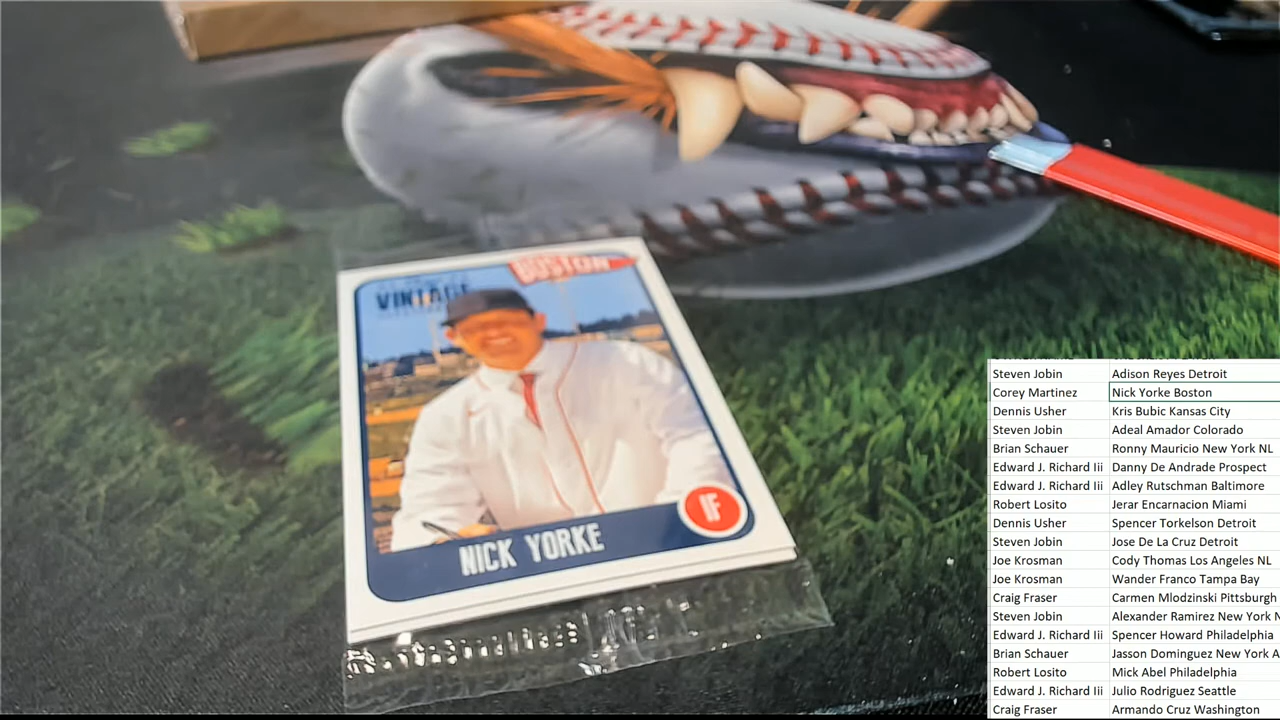 BOSTON
VINTAGE
IF
NICK YORKE
Steven Jobin Adison Reyes Detroit
Corey Martinez Nick Yorke Boston
Dennis Usher Kris Bubic Kansas City
Steven Jobin Adeal Amador Colorado
Brian Schauer Ronny Mauricio New York NL
Edward J. Richard Iii Danny De Andrade Prospect
Edward J. Richard Iii Adley Rutschman Baltimore
Robert Losito Jerar Encarnacion Miami
Dennis Usher Spencer Torkelson Detroit
Steven Jobin Jose De La Cruz Detroit
Joe Krosman Cody Thomas Los Angeles NL
Joe Krosman Wander Franco Tampa Bay
Craig Fraser Carmen Mlodzinski Pittsburgh
Steven Jobin Alexander Ramirez New York N
Edward J. Richard Iii Spencer Howard Philadelphia
Brian Schauer Jasson Dominguez New York A
Robert Losito Mick Abel Philadelphia
Edward J. Richard Iii Julio Rodriguez Seattle
Craig Fraser Armando Cruz Washington